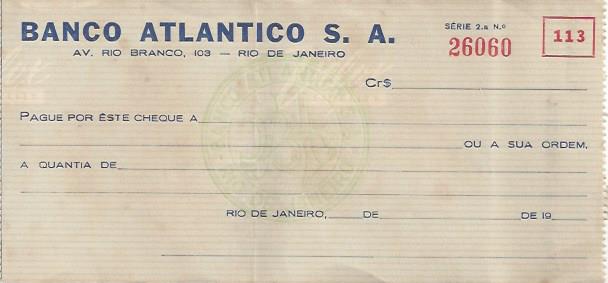 BANCO ATLANTICO S. A.
AV. RIO BRANCO, 103 — RIO DE JANEIRO
SÉRIE 2.a N.o
26060
113
Cr$
PAGUE POR ÊSTE CHEQUE A
OU A SUA ORDEM,
A QUANTIA DE
RIO DE JANEIRO, DE DE 19